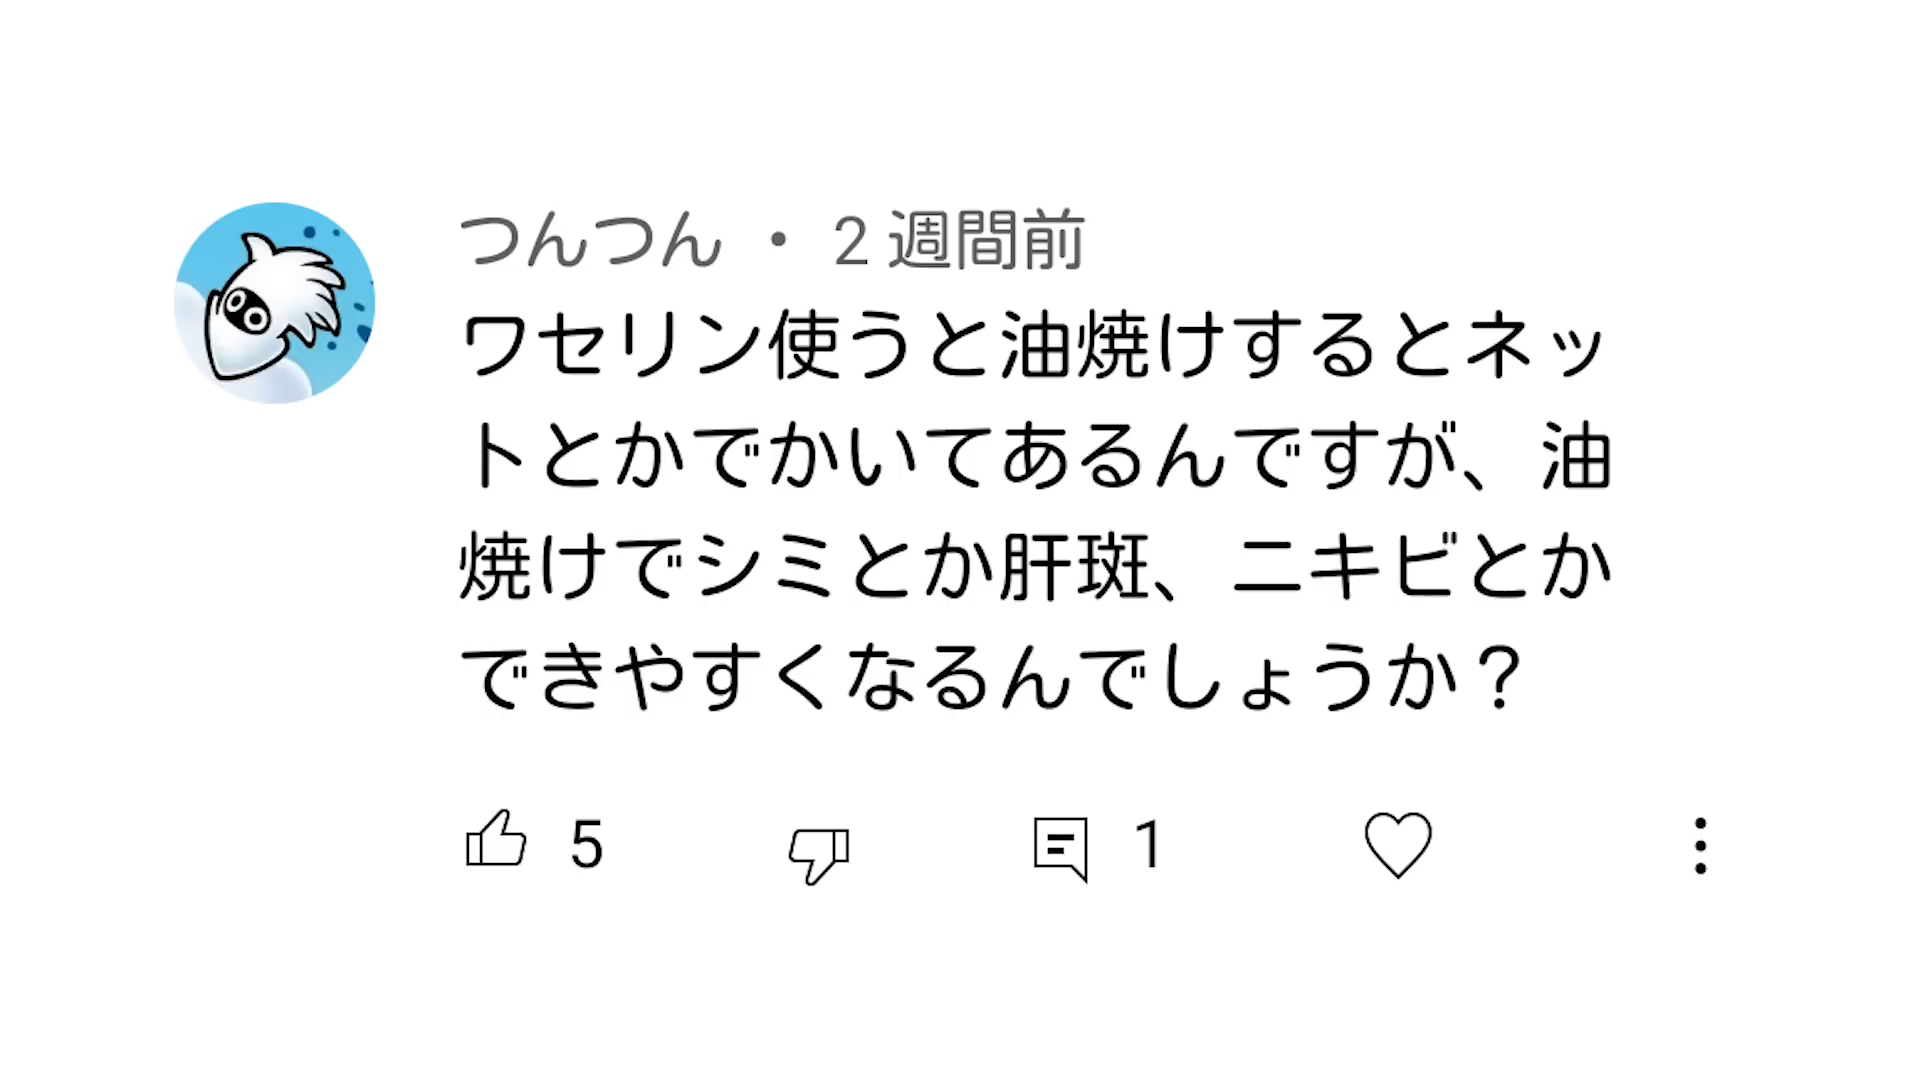 つんつん ・ 2 週間前
ワセリン使うと油焼けするとネッ
トとかでかいてあるんですが、油
焼けでシミとか肝斑、ニキビとか
できやすくなるんでしょうか？
5 1